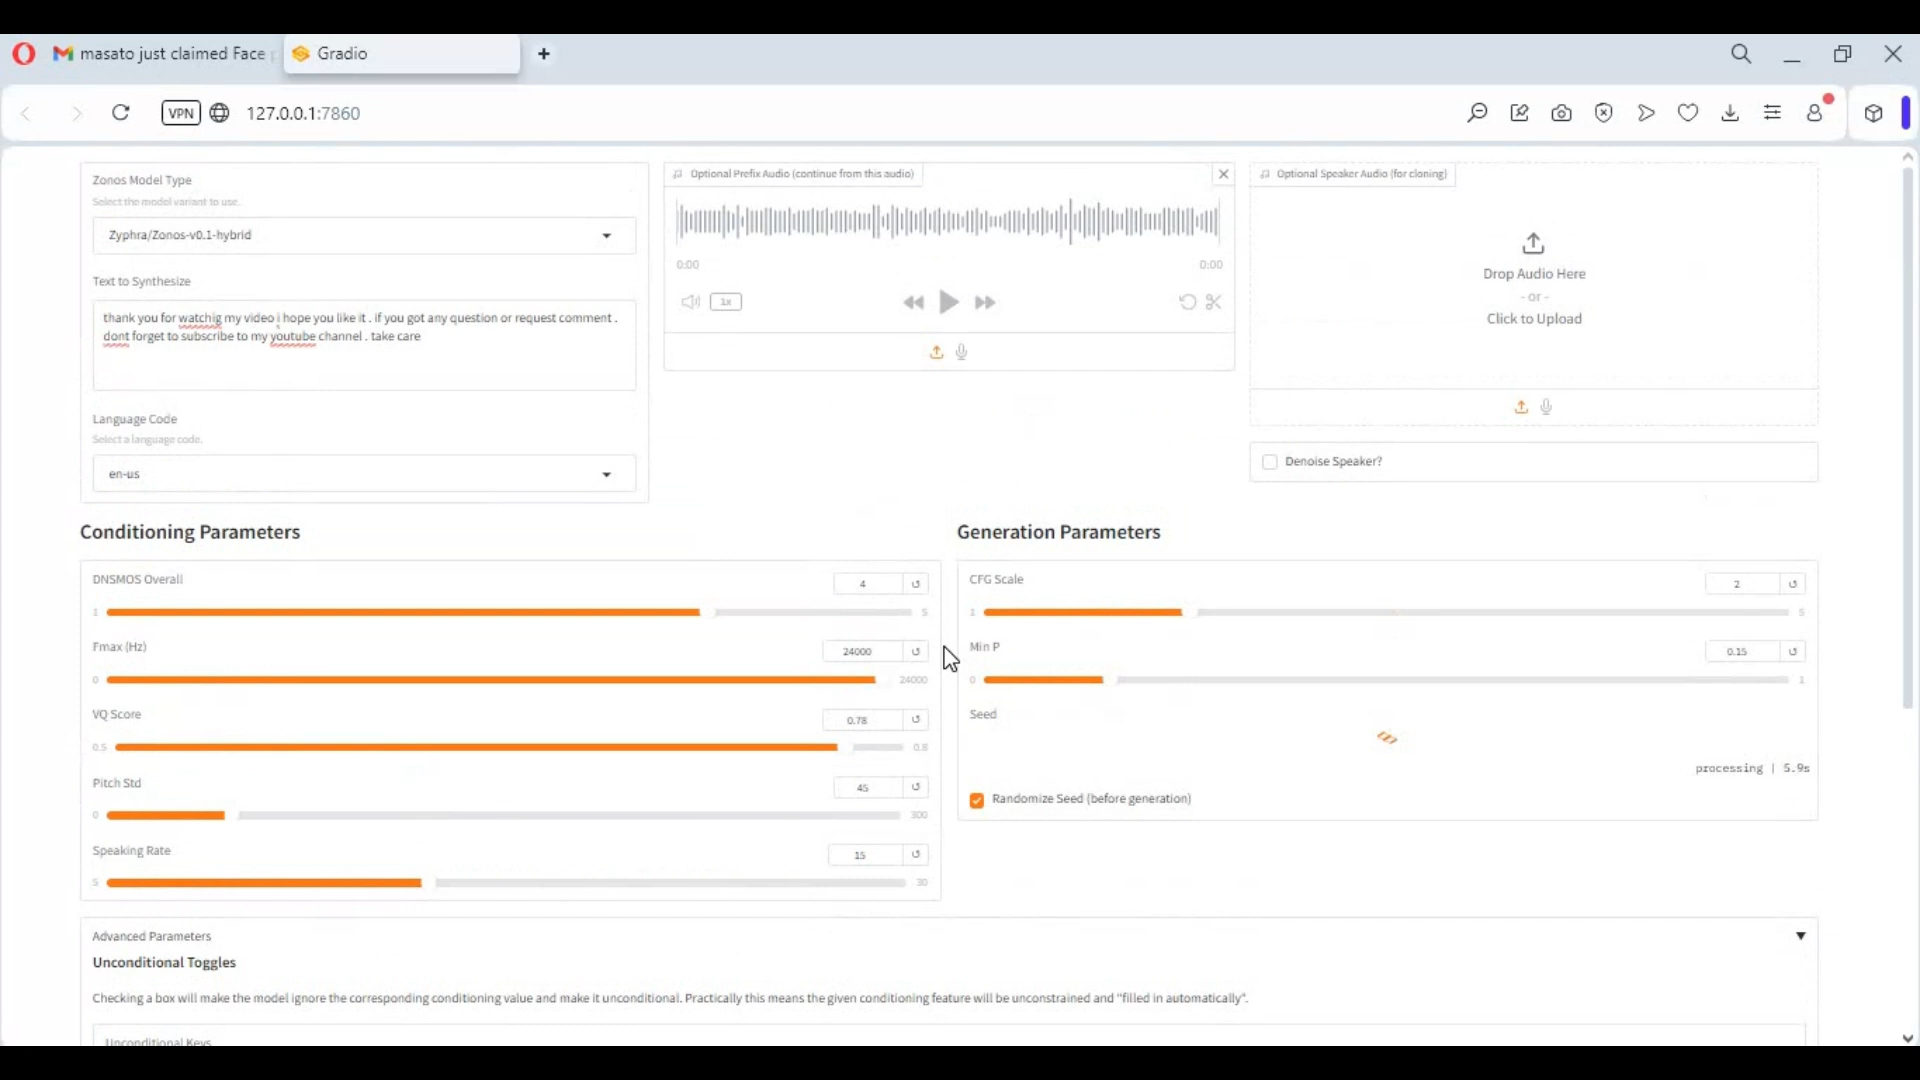 masato just claimed Face
Gradio
VPN
127.0.0.1:7860
Zonos Model Type
Select the model variant to use.
Zyphra/Zonos-v0.1-hybrid
Text to Synthesize
thank you for watchig my video i hope you like it . if you got any question or request comment .
dont forget to subscribe to my youtube channel . take care
Language Code
Select a language code.
en-us
Optional Prefix Audio (continue from this audio)
0:00
0:00
1x
Optional Speaker Audio (for cloning)
Drop Audio Here
- or -
Click to Upload
Denoise Speaker?
Conditioning Parameters
DNSMOS Overall
4
1
5
Fmax (Hz)
24000
0
24000
VQ Score
0.78
0.5
0.8
Pitch Std
45
0
300
Speaking Rate
15
5
30
Generation Parameters
CFG Scale
2
1
5
Min P
0.15
0
1
Seed
processing | 5.9s
Randomize Seed (before generation)
Advanced Parameters
Unconditional Toggles
Checking a box will make the model ignore the corresponding conditioning value and make it unconditional. Practically this means the given conditioning feature will be unconstrained and "filled in automatically".
Unconditional Keys